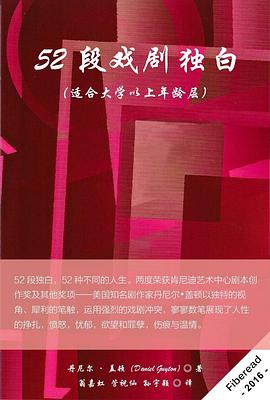 52 段戏剧独白
(适合大学以上年龄层)
52 段独白，52 种不同的人生。两度荣获肯尼迪艺术中心剧本创
作奖及其他奖项——美国知名剧作家丹尼尔•盖顿以独特的视
角、犀利的笔触，运用强烈的戏剧冲突，寥寥数笔展现了人性
的挣扎，愤怒，忧郁，欲望和罪孽，伤痕与温情。
丹尼尔·盖顿 (Daniel Guyton) 著
翁嘉虹 管祝仙 孙宇颖 译
Fiberead
- 2016 -